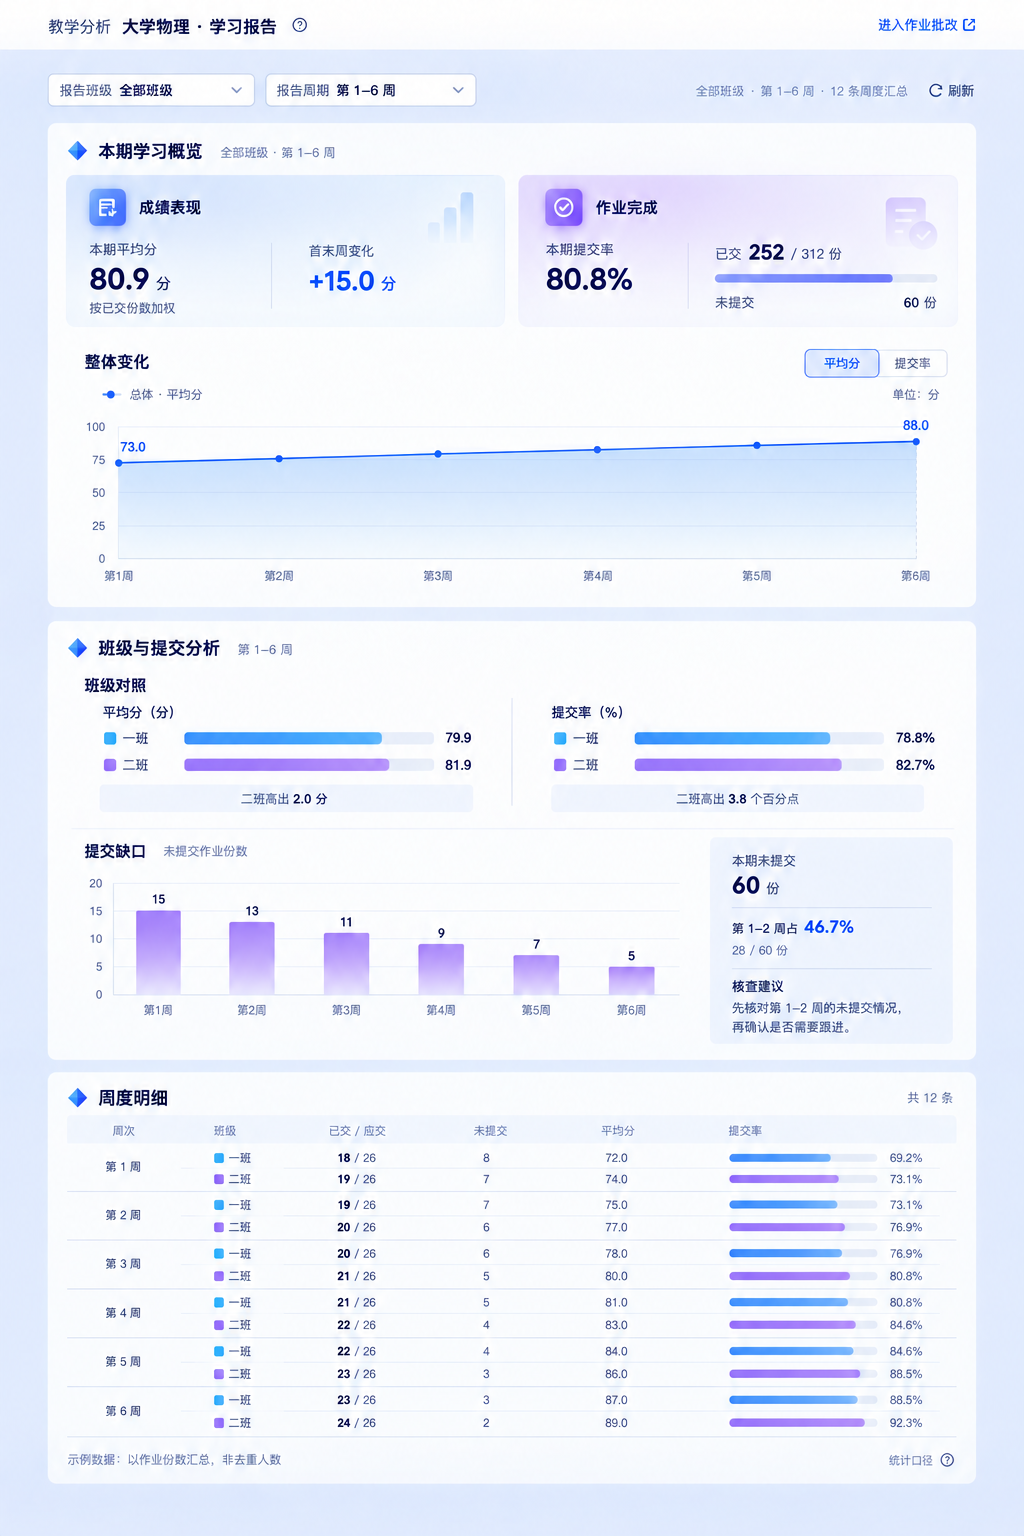 教学分析 大学物理 · 学习报告 ?
进入作业批改
报告班级 全部班级
报告周期 第 1–6 周
全部班级 · 第 1–6 周 · 12 条周度汇总
刷新
本期学习概览 全部班级 · 第 1–6 周
成绩表现
本期平均分
80.9 分
按已交份数加权
首末周变化
+15.0 分
作业完成
本期提交率
80.8%
已交 252 / 312 份
未提交 60 份
整体变化
平均分 提交率
总体 · 平均分
单位：分
100
75
50
25
0
73.0
88.0
第1周 第2周 第3周 第4周 第5周 第6周
班级与提交分析 第 1–6 周
班级对照
平均分（分）
一班 79.9
二班 81.9
二班高出 2.0 分
提交率（%）
一班 78.8%
二班 82.7%
二班高出 3.8 个百分点
提交缺口 未提交作业份数
20
15
10
5
0
15 13 11 9 7 5
第1周 第2周 第3周 第4周 第5周 第6周
本期未提交
60 份
第 1–2 周占 46.7%
28 / 60 份
核查建议
先核对第 1–2 周的未提交情况，
再确认是否需要跟进。
周度明细
共 12 条
周次 班级 已交 / 应交 未提交 平均分 提交率
第 1 周 一班 18 / 26 8 72.0 69.2%
二班 19 / 26 7 74.0 73.1%
第 2 周 一班 19 / 26 7 75.0 73.1%
二班 20 / 26 6 77.0 76.9%
第 3 周 一班 20 / 26 6 78.0 76.9%
二班 21 / 26 5 80.0 80.8%
第 4 周 一班 21 / 26 5 81.0 80.8%
二班 22 / 26 4 83.0 84.6%
第 5 周 一班 22 / 26 4 84.0 84.6%
二班 23 / 26 3 86.0 88.5%
第 6 周 一班 23 / 26 3 87.0 88.5%
二班 24 / 26 2 89.0 92.3%
示例数据：以作业份数汇总，非去重人数
统计口径 ?